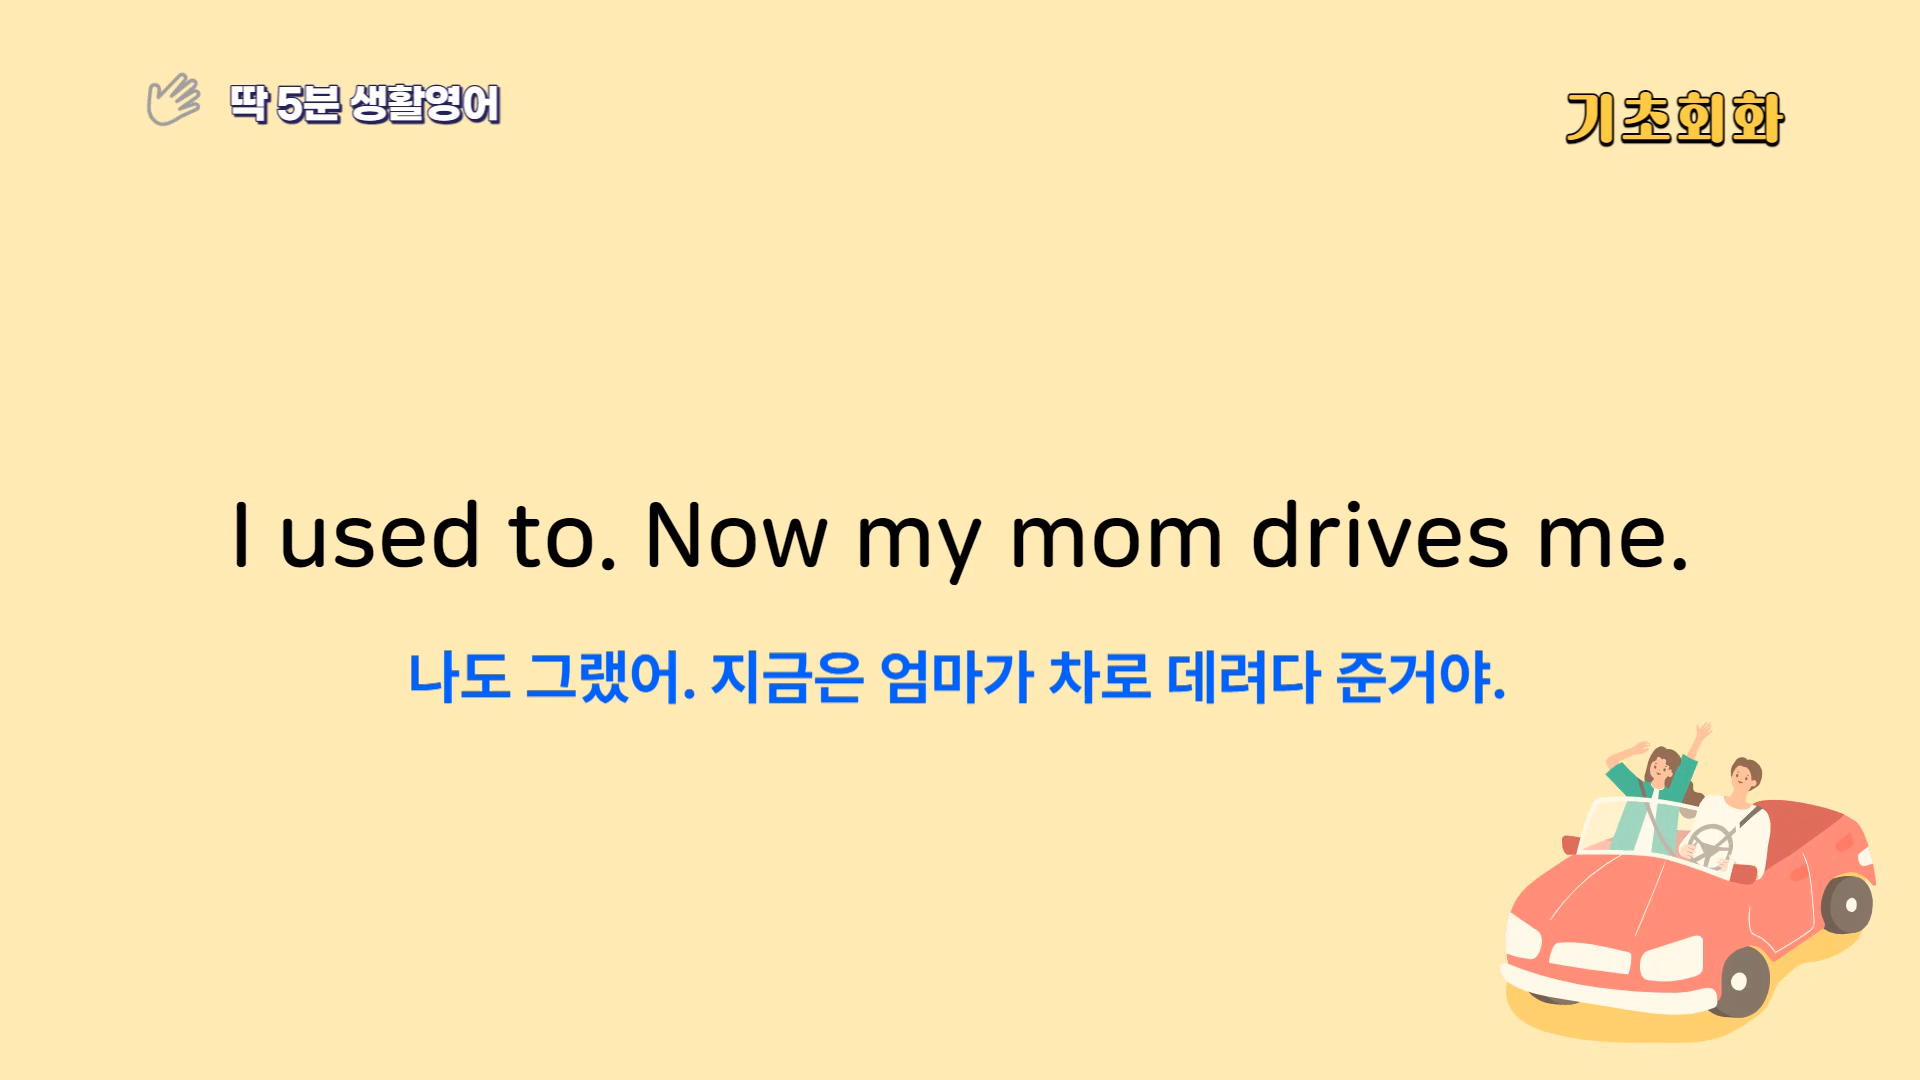 딱 5분 생활영어
기초회화
I used to. Now my mom drives me.
나도 그랬어. 지금은 엄마가 차로 데려다 준거야.